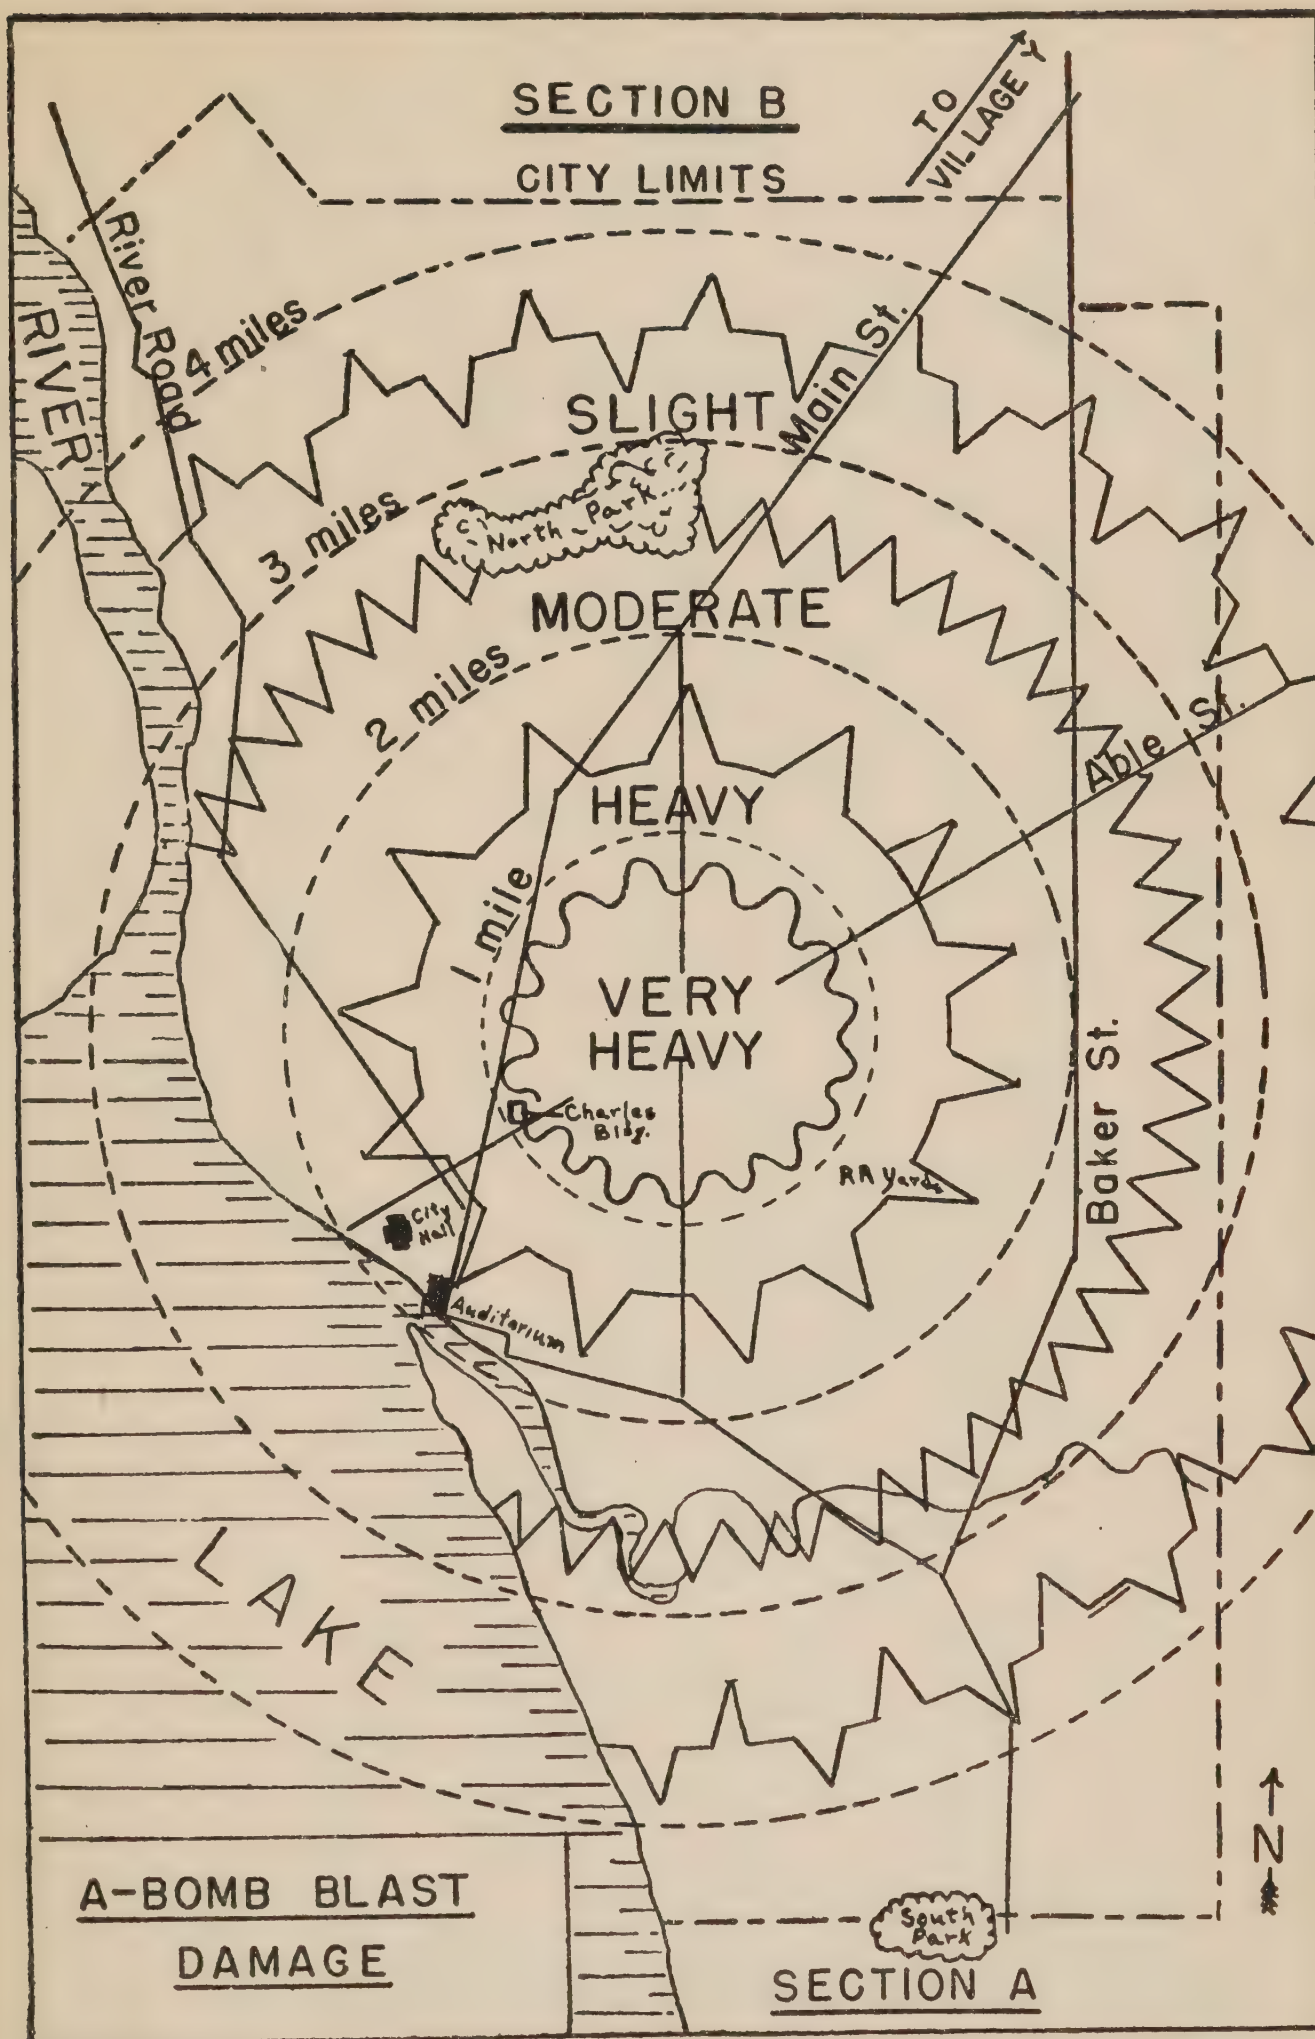 SECTION B
CITY LIMITS
TO
VILLAGE Y
River Road
RIVER
4 miles
Main St.
SLIGHT
3 miles
North Park
MODERATE
2 miles
Able St.
HEAVY
1 mile
VERY
HEAVY
Baker St.
Charles
Bldg.
RR Yards
City
Hall
Auditorium
LAKE
N
A-BOMB BLAST
DAMAGE
South
Park
SECTION A